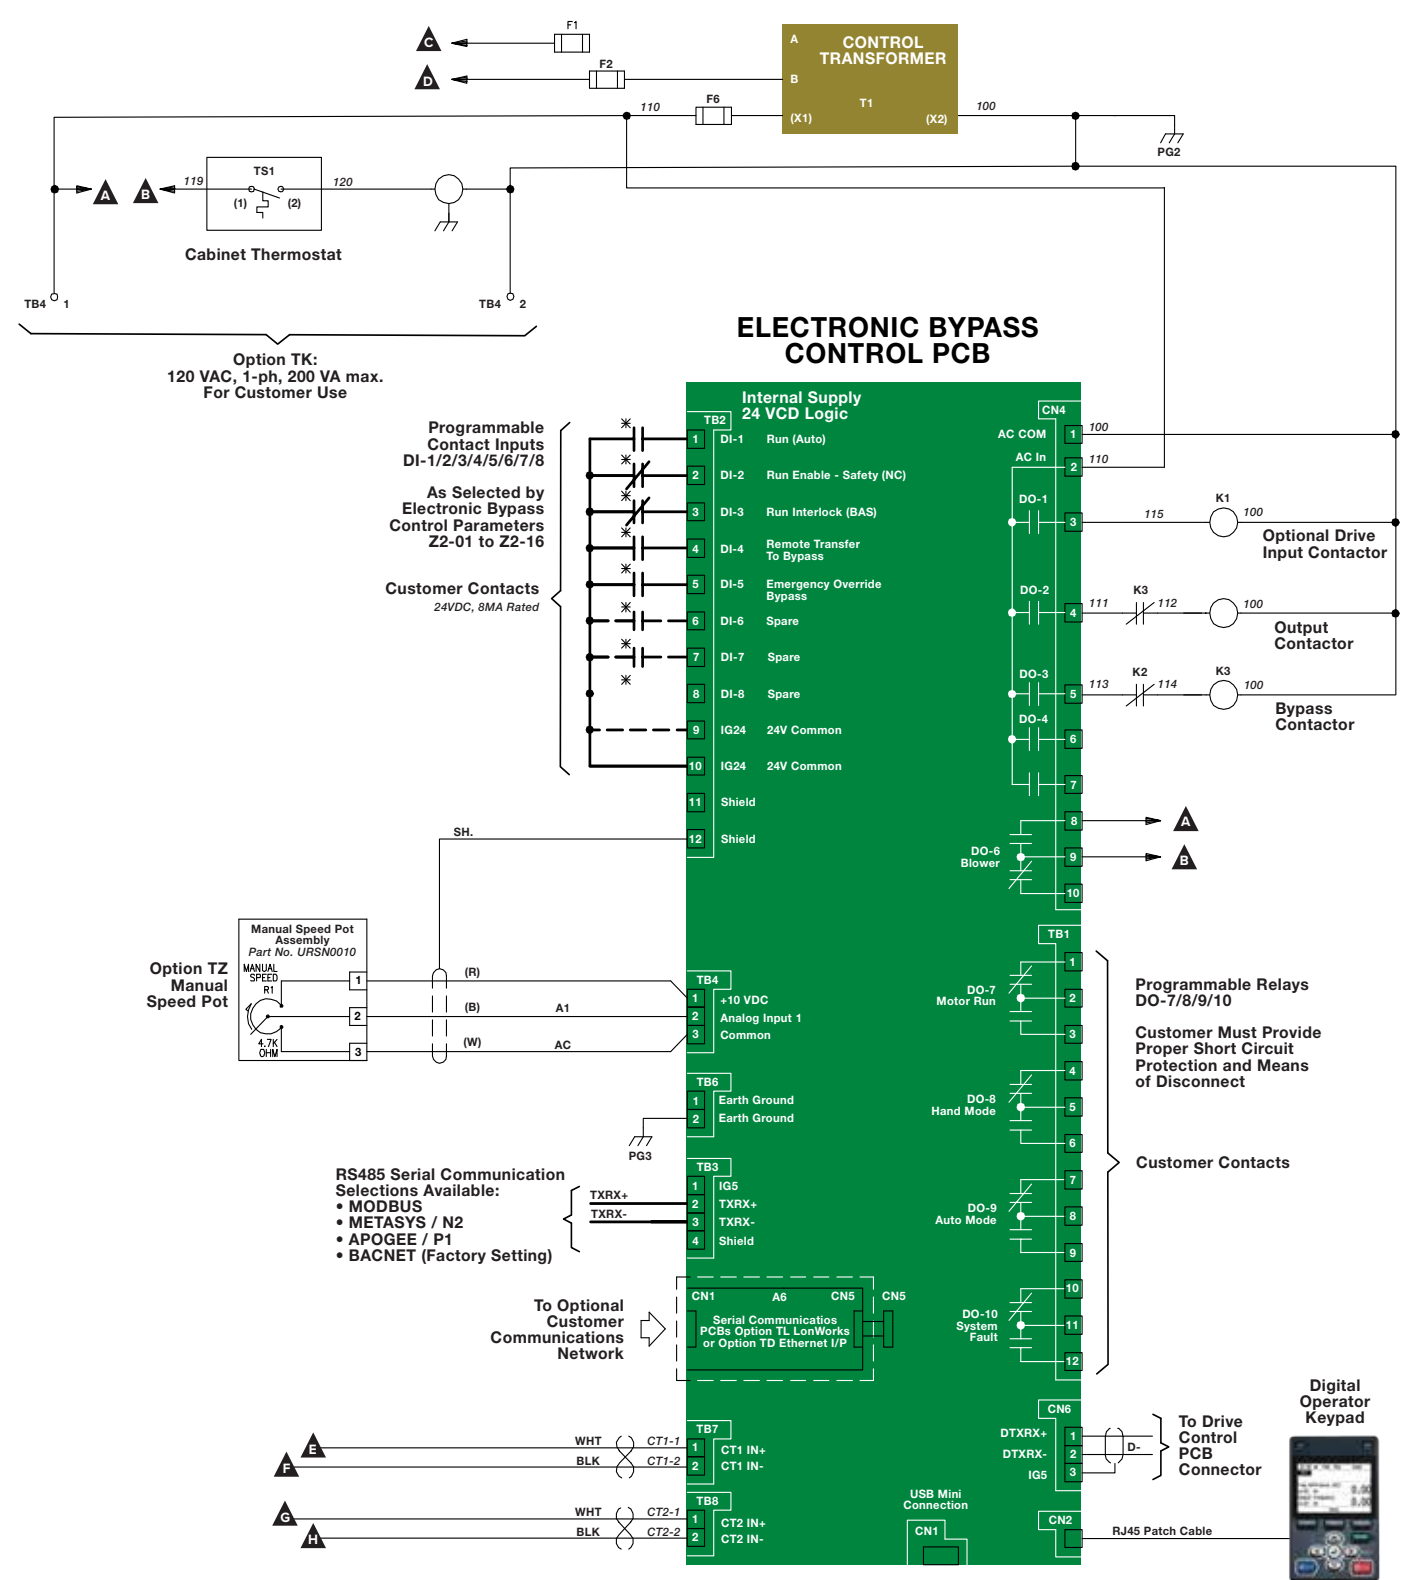 F1
C
CONTROL
TRANSFORMER
A
B
T1
(X1)
(X2)
F2
D
F6
110
100
PG2
TS1
119
120
(1)
(2)
A
B
Cabinet Thermostat
TB4 1
TB4 2
Option TK:
120 VAC, 1-ph, 200 VA max.
For Customer Use
ELECTRONIC BYPASS
CONTROL PCB
Internal Supply
24 VCD Logic
Programmable
Contact Inputs
DI-1/2/3/4/5/6/7/8
As Selected by
Electronic Bypass
Control Parameters
Z2-01 to Z2-16
Customer Contacts
24VDC, 8MA Rated
TB2
1 DI-1 Run (Auto)
2 DI-2 Run Enable - Safety (NC)
3 DI-3 Run Interlock (BAS)
4 DI-4 Remote Transfer
To Bypass
5 DI-5 Emergency Override
Bypass
6 DI-6 Spare
7 DI-7 Spare
8 DI-8 Spare
9 IG24 24V Common
10 IG24 24V Common
11 Shield
12 Shield
SH.
CN4
AC COM 1 100
AC In 2 110
DO-1
3 115 K1 100
Optional Drive
Input Contactor
DO-2
4 111 K3 112 100
Output
Contactor
DO-3
5 113 K2 114 K3 100
Bypass
Contactor
DO-4
6
7
8 A
DO-6
Blower
9 B
10
Option TZ
Manual
Speed Pot
Manual Speed Pot
Assembly
Part No. URSN0010
MANUAL
SPEED
R1
4.7K
OHM
1 (R)
2 (B) A1
3 (W) AC
TB4
1 +10 VDC
2 Analog Input 1
3 Common
TB6
1 Earth Ground
2 Earth Ground
PG3
TB1
1
DO-7
Motor Run
2
3
4
DO-8
Hand Mode
5
6
7
DO-9
Auto Mode
8
9
10
DO-10
System
Fault
11
12
Programmable Relays
DO-7/8/9/10
Customer Must Provide
Proper Short Circuit
Protection and Means
of Disconnect
Customer Contacts
RS485 Serial Communication
Selections Available:
• MODBUS
• METASYS / N2
• APOGEE / P1
• BACNET (Factory Setting)
TXRX+
TXRX-
TB3
1 IG5
2 TXRX+
3 TXRX-
4 Shield
To Optional
Customer
Communications
Network
CN1 A6 CN5 CN5
Serial Communicatios
PCBs Option TL LonWorks
or Option TD Ethernet I/P
E WHT CT1-1
F BLK CT1-2
TB7
1 CT1 IN+
2 CT1 IN-
G WHT CT2-1
H BLK CT2-2
TB8
1 CT2 IN+
2 CT2 IN-
USB Mini
Connection
CN1
CN6
DTXRX+ 1
DTXRX- 2 D-
IG5 3
To Drive
Control
PCB
Connector
CN2
RJ45 Patch Cable
Digital
Operator
Keypad